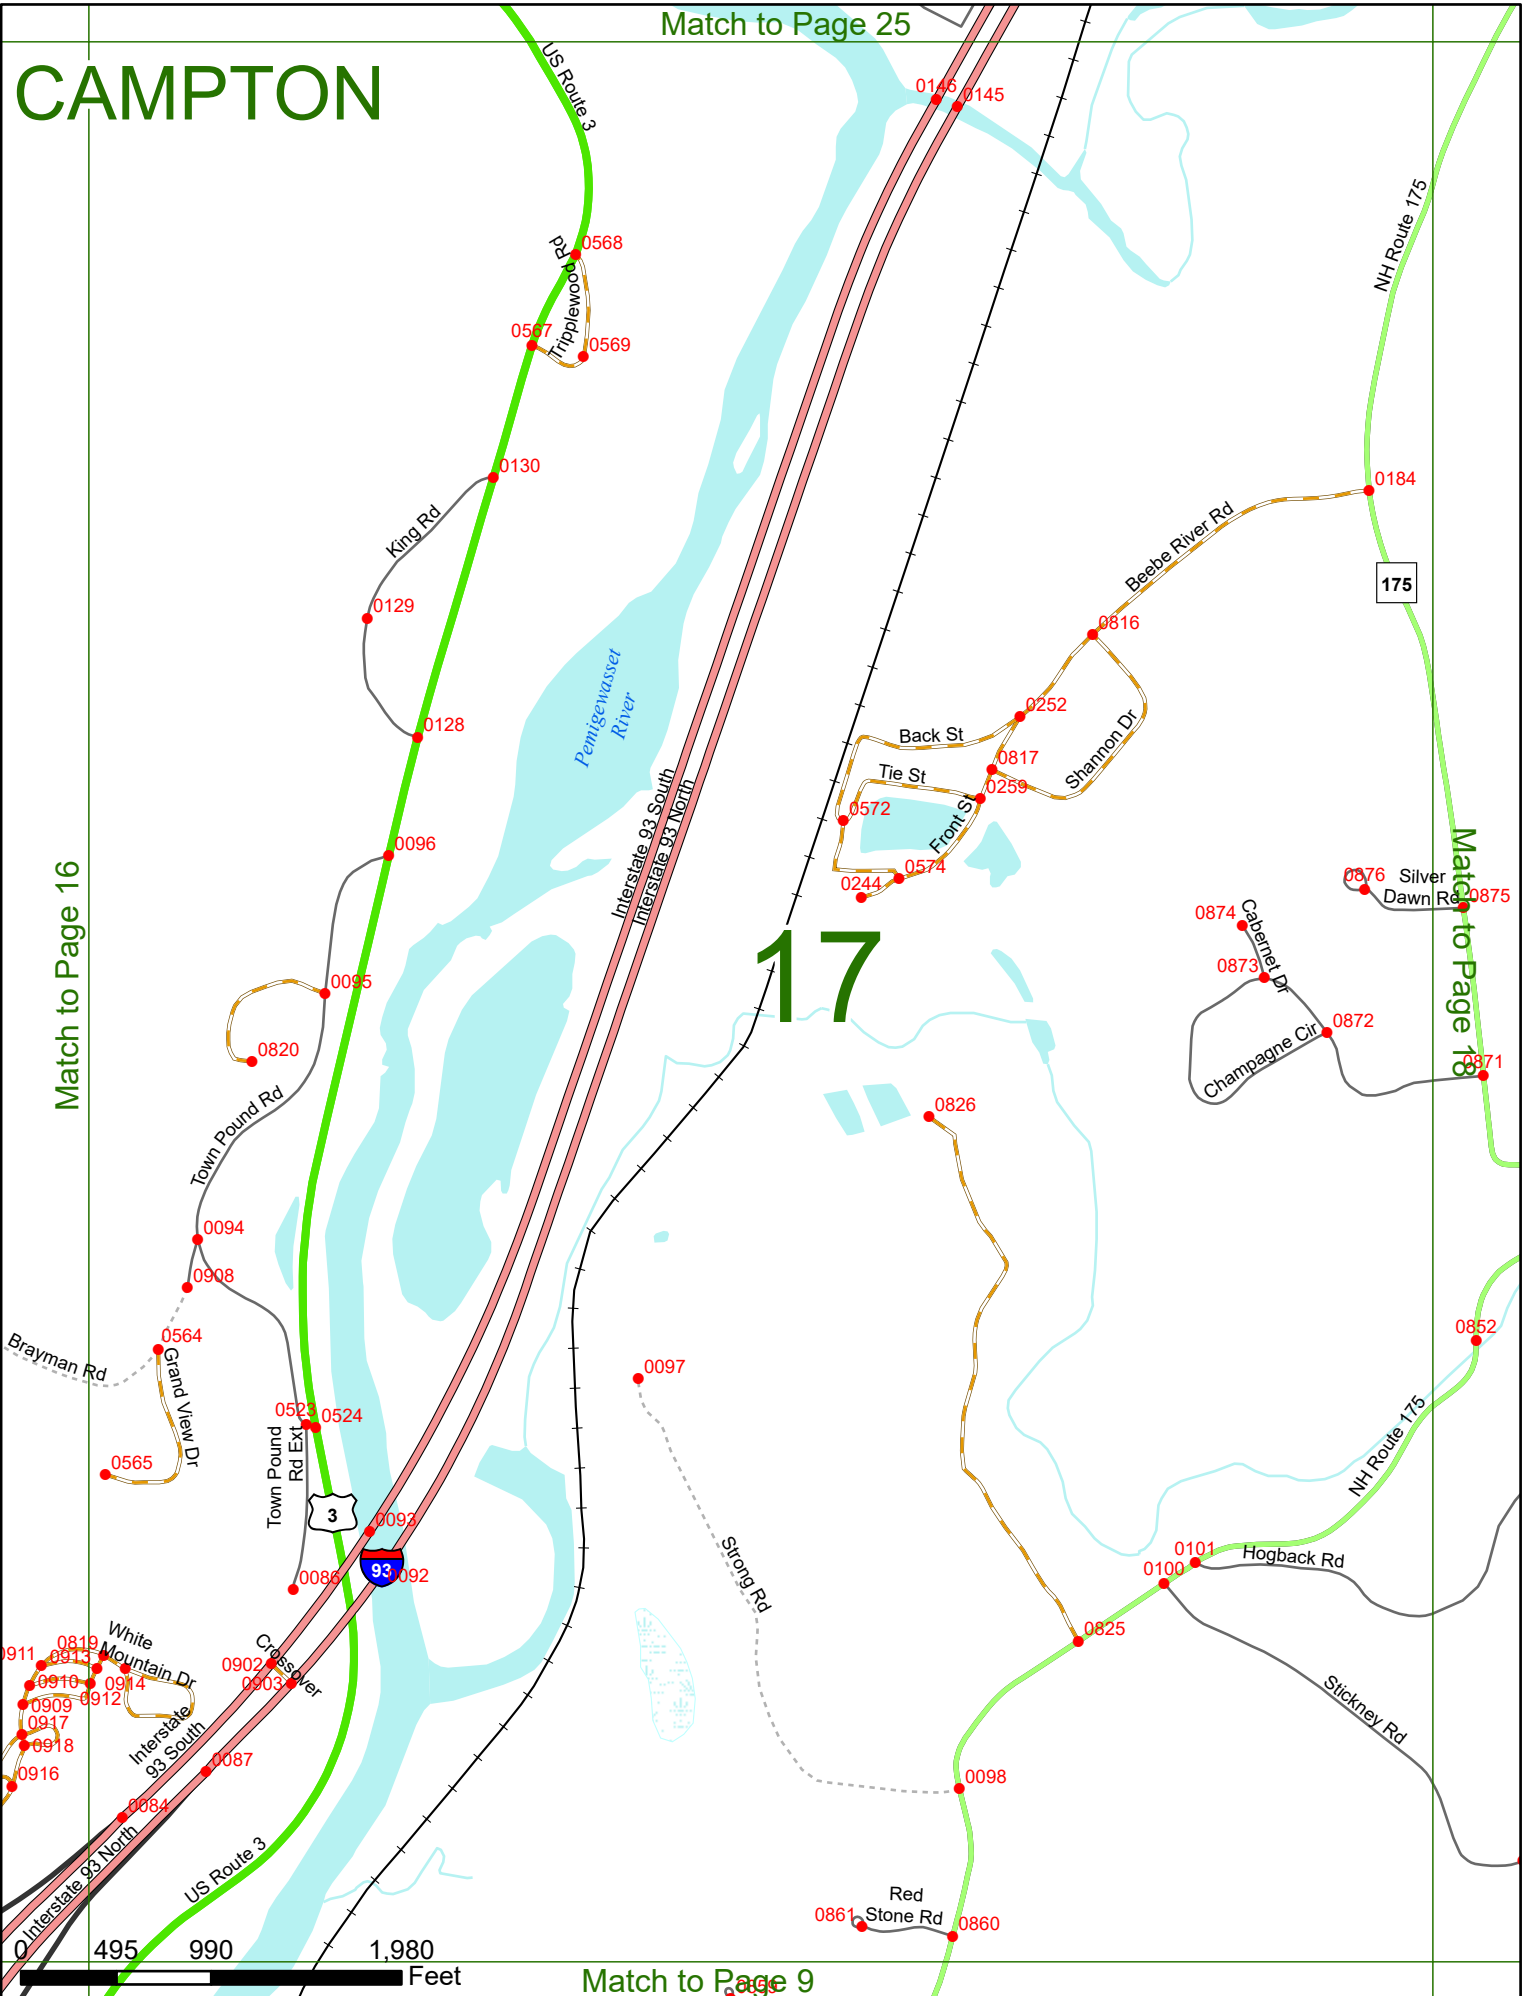 Match to Page 25
CAMPTON
US Route 3
0146
0145
NH Route 175
0568
Tripplewood Rd
0567
0569
0130
0184
King Rd
Beebe River Rd
175
0129
0816
Pemigewasset
River
0252
0128
Back St
Shannon Dr
0817
Tie St
0259
Interstate 93 South
Interstate 93 North
0572
Front St
0096
Match to Page 16
Match to Page 18
0574
0244
0876
Silver
Dawn Rd
0875
0874
Cabernet Dr
17
0873
0095
0872
Champagne Cir
0820
0871
Town Pound Rd
0826
0094
0908
0564
Brayman Rd
Grand View Dr
0852
0097
0523
0524
Town Pound
Rd Ext
NH Route 175
0565
3
0093
93
0092
0086
Strong Rd
0101
Hogback Rd
0100
0825
White
Mountain Dr
0819
0911
0913
0910
0914
0912
0909
0917
0918
0916
Crossover
0902
0903
Interstate
93 South
0087
Stickney Rd
0084
0098
Interstate 93 North
US Route 3
Red
Stone Rd
0861
0860
0
495
990
1,980
Feet
Match to Page 9
0859